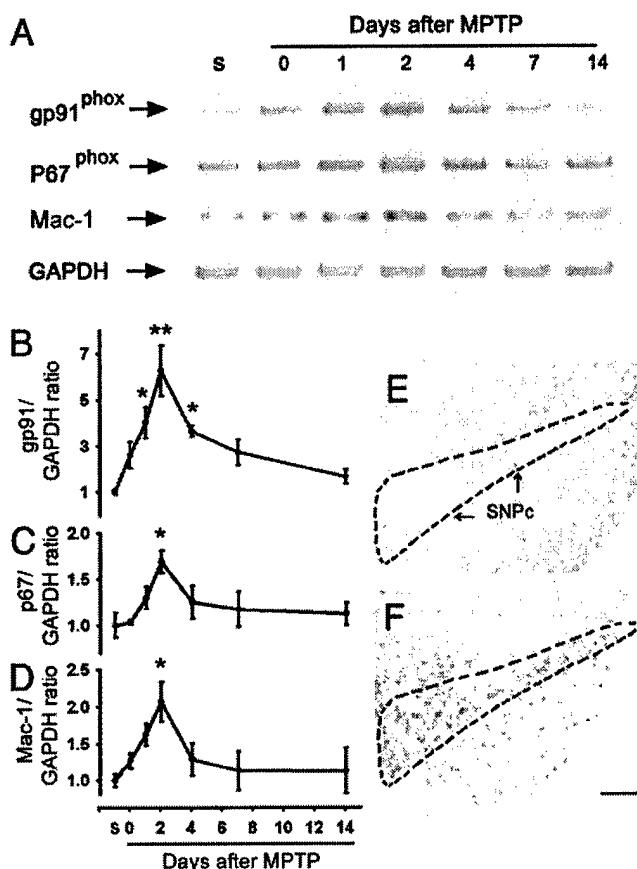 A
Days after MPTP
S 0 1 2 4 7 14
gp91phox
P67phox
Mac-1
GAPDH
B
gp91/
GAPDH ratio
7
5
3
1
*
**
*
C
p67/
GAPDH ratio
2.0
1.5
1.0
*
D
Mac-1/
GAPDH ratio
2.5
2.0
1.5
1.0
*
S 0 2 4 6 8 10 12 14
Days after MPTP
E
SNPc
F